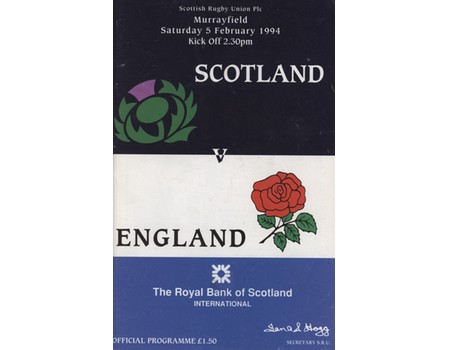 Scottish Rugby Union Plc
Murrayfield
Saturday 5 February 1994
Kick Off 2.30pm
SCOTLAND
V
ENGLAND
The Royal Bank of Scotland
INTERNATIONAL
OFFICIAL PROGRAMME £1.50
SECRETARY S.R.U.